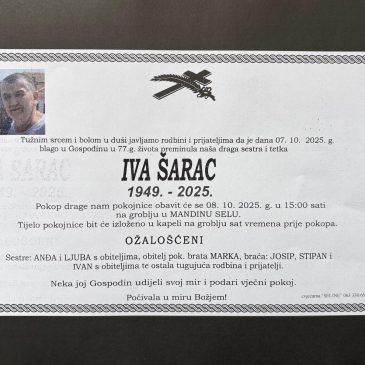 Tužnim srcem i bolom u duši javljamo rodbini i prijateljima da je dana 07. 10. 2025. g.
blago u Gospodinu u 77.g. života preminula naša draga sestra i tetka
IVA ŠARAC
1949. - 2025.
Pokop drage nam pokojnice obavit će se 08. 10. 2025. g. u 15:00 sati
na groblju u MANDINU SELU.
Tijelo pokojnice bit će izloženo u kapeli na groblju sat vremena prije pokopa.
OŽALOŠĆENI
Sestre: ANĐA i LJUBA s obiteljima, obitelj pok. brata MARKA, braća: JOSIP, STIPAN i
IVAN s obiteljima te ostala tugujuća rodbina i prijatelji.
Neka joj Gospodin udijeli svoj mir i podari vječni pokoj.
Počivala u miru Božjem!